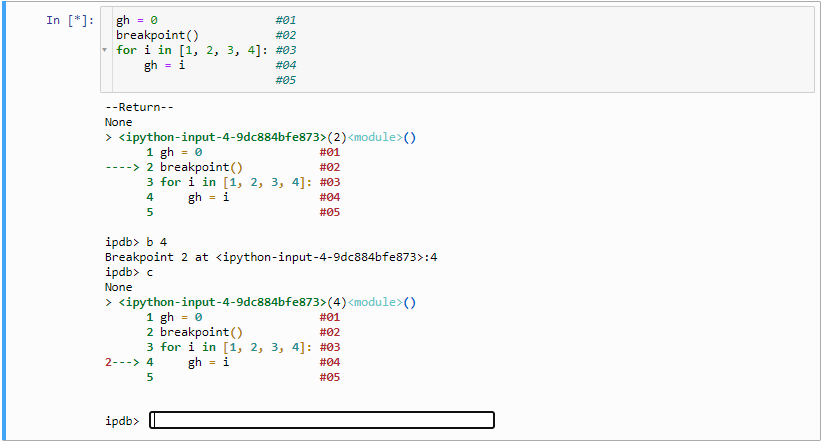 In [*]: gh = 0                 #01
breakpoint()           #02
for i in [1, 2, 3, 4]: #03
    gh = i             #04
                       #05
--Return--
None
> <ipython-input-4-9dc884bfe873>(2)<module>()
      1 gh = 0                 #01
----> 2 breakpoint()           #02
      3 for i in [1, 2, 3, 4]: #03
      4     gh = i             #04
      5                        #05
ipdb> b 4
Breakpoint 2 at <ipython-input-4-9dc884bfe873>:4
ipdb> c
None
> <ipython-input-4-9dc884bfe873>(4)<module>()
      1 gh = 0                 #01
      2 breakpoint()           #02
      3 for i in [1, 2, 3, 4]: #03
2---> 4     gh = i             #04
      5                        #05
ipdb>